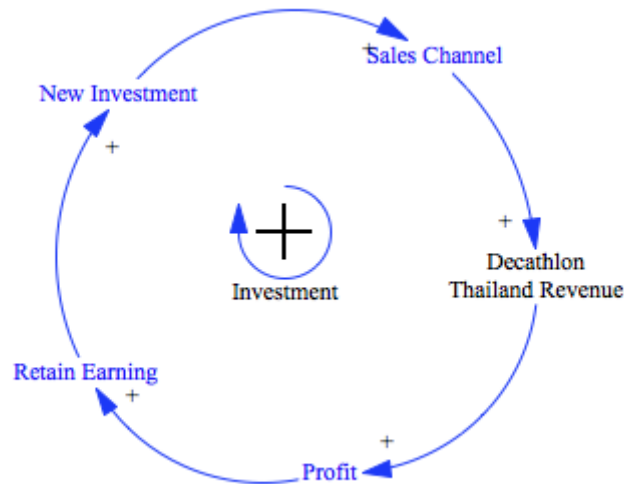 +
Sales Channel
New Investment
+
+
+
Investment
Decathlon
Thailand Revenue
Retain Earning
+
+
Profit